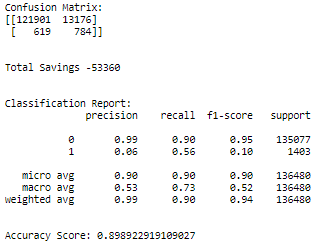 Confusion Matrix:
[[121901  13176]
 [   619    784]]
Total Savings -53360
Classification Report:
              precision    recall  f1-score   support
           0       0.99      0.90      0.95    135077
           1       0.06      0.56      0.10      1403
   micro avg       0.90      0.90      0.90    136480
   macro avg       0.53      0.73      0.52    136480
weighted avg       0.99      0.90      0.94    136480
Accuracy Score: 0.898922919109027